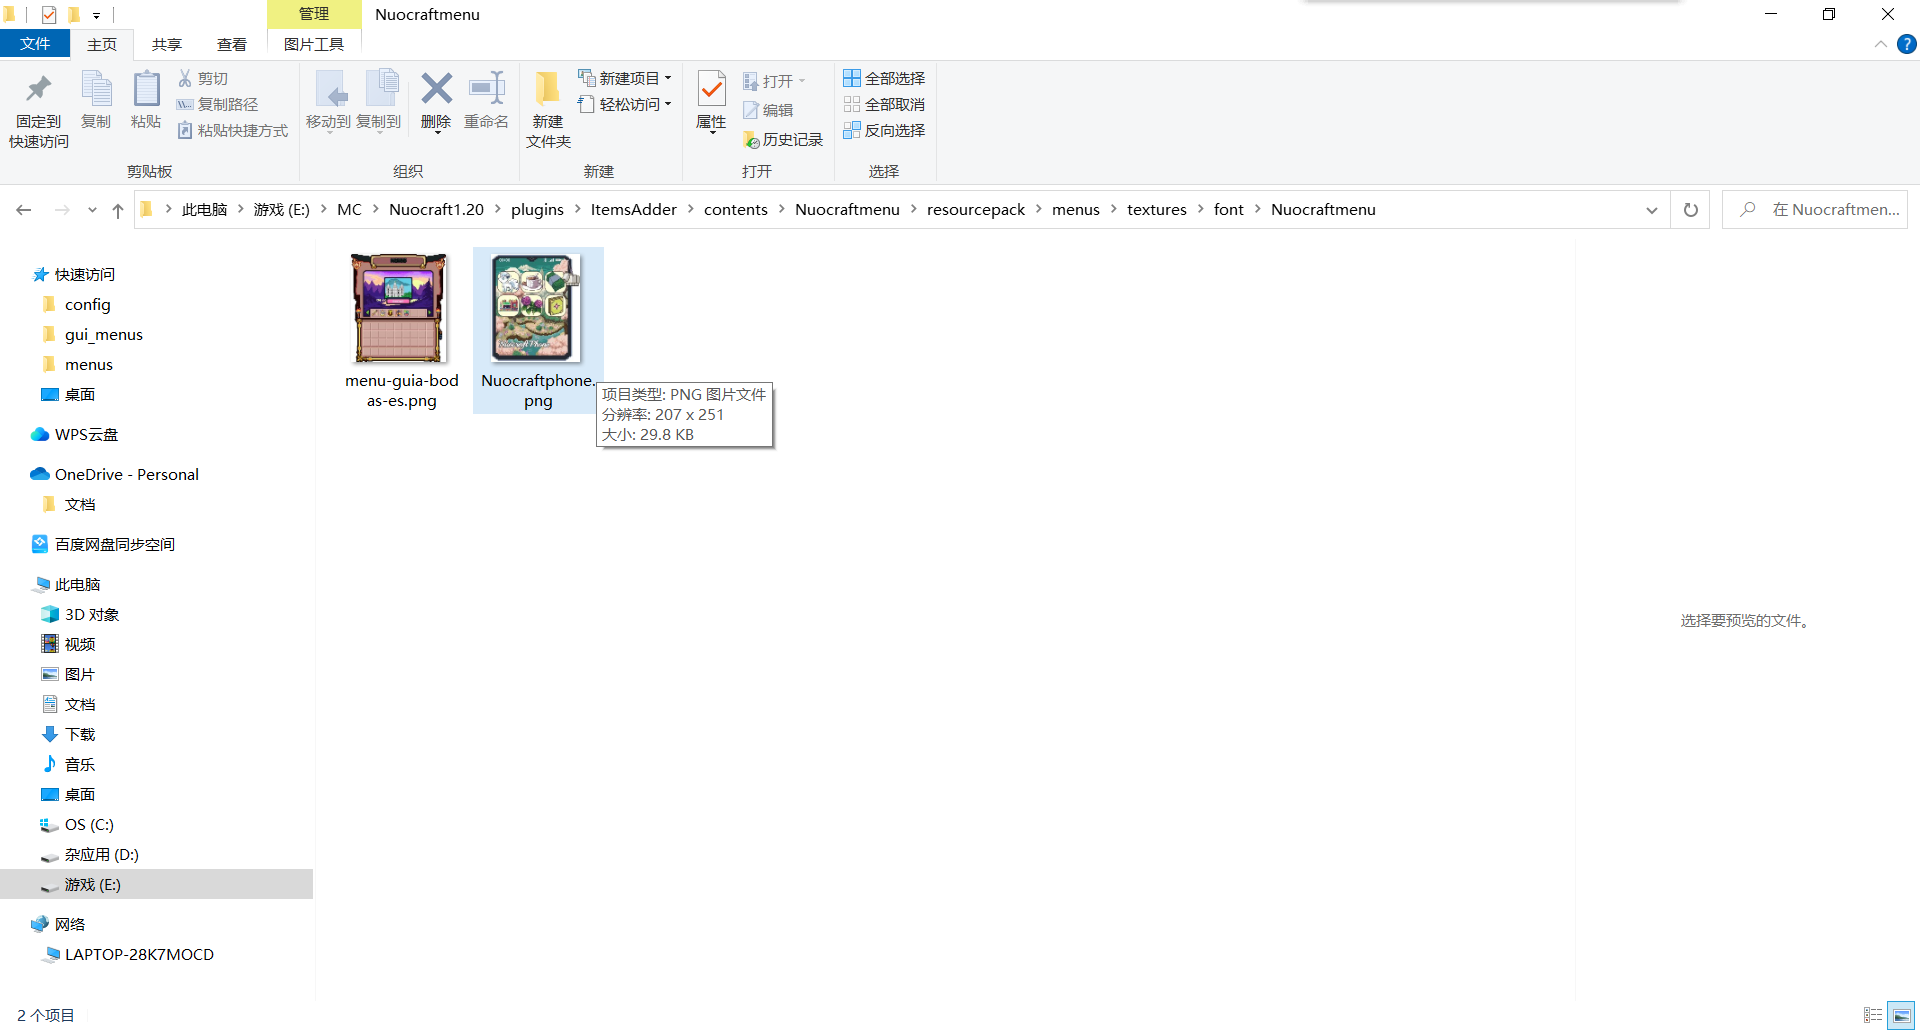 管理
Nuocraftmenu
文件
主页
共享
查看
图片工具
固定到
快速访问
复制
粘贴
剪切
复制路径
粘贴快捷方式
剪贴板
移动到
复制到
删除
重命名
组织
新建
文件夹
新建项目
轻松访问
新建
属性
打开
编辑
历史记录
打开
全部选择
全部取消
反向选择
选择
此电脑 > 游戏 (E:) > MC > Nuocraft1.20 > plugins > ItemsAdder > contents > Nuocraftmenu > resourcepack > menus > textures > font > Nuocraftmenu
在 Nuocraftmen...
快速访问
config
gui_menus
menus
桌面
WPS云盘
OneDrive - Personal
文档
百度网盘同步空间
此电脑
3D 对象
视频
图片
文档
下载
音乐
桌面
OS (C:)
杂应用 (D:)
游戏 (E:)
网络
LAPTOP-28K7MOCD
menu-guia-bod
as-es.png
Nuocraftphone.
png
项目类型: PNG 图片文件
分辨率: 207 x 251
大小: 29.8 KB
选择要预览的文件。
2 个项目